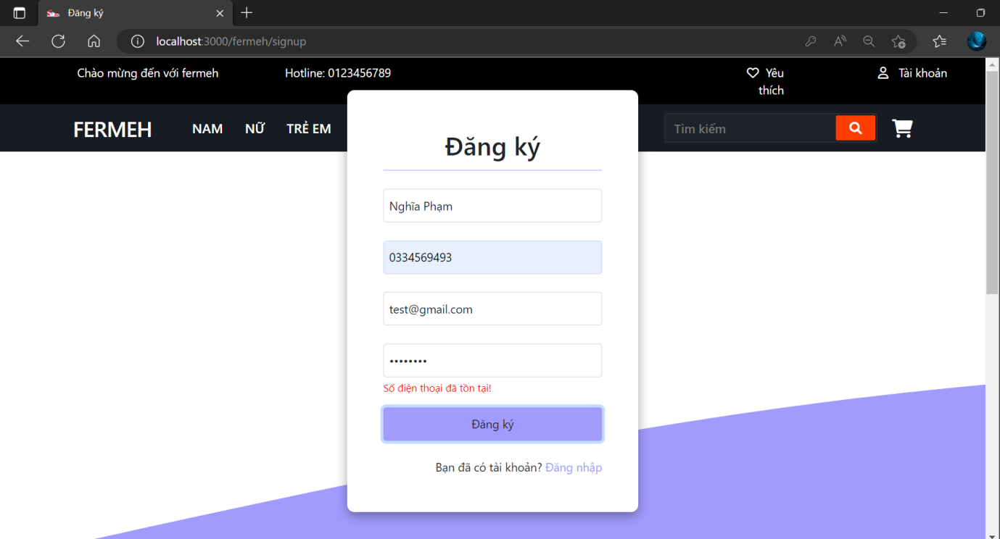 Đăng ký
localhost:3000/fermeh/signup
Chào mừng đến với fermeh
Hotline: 0123456789
Yêu
thích
Tài khoản
FERMEH
NAM
NỮ
TRẺ EM
Tìm kiếm
Đăng ký
Nghĩa Phạm
0334569493
test@gmail.com
••••••••
Số điện thoại đã tồn tại!
Đăng ký
Bạn đã có tài khoản? Đăng nhập